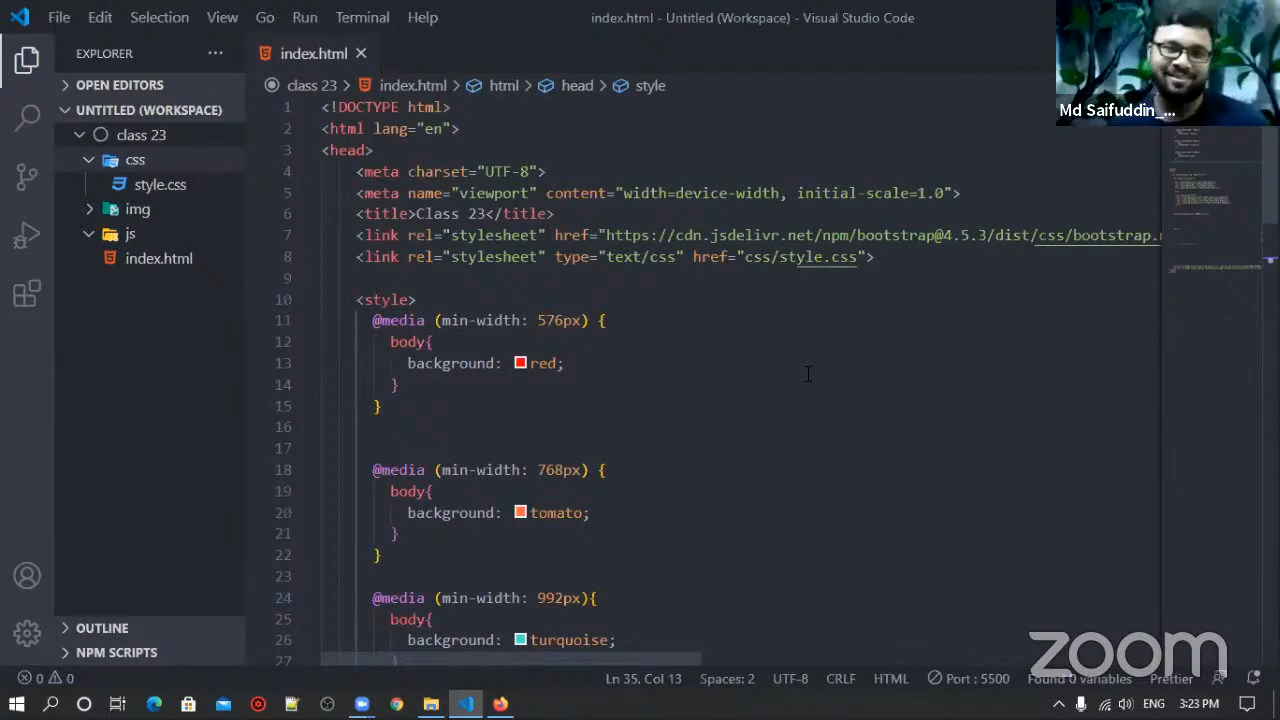 File Edit Selection View Go Run Terminal Help
index.html - Untitled (Workspace) - Visual Studio Code
Md Saifuddin_...
EXPLORER
OPEN EDITORS
UNTITLED (WORKSPACE)
class 23
css
style.css
img
js
index.html
OUTLINE
NPM SCRIPTS
index.html
class 23 > index.html > html > head > style
1 <!DOCTYPE html>
2 <html lang="en">
3 <head>
4 <meta charset="UTF-8">
5 <meta name="viewport" content="width=device-width, initial-scale=1.0">
6 <title>Class 23</title>
7 <link rel="stylesheet" href="https://cdn.jsdelivr.net/npm/bootstrap@4.5.3/dist/css/bootstrap.
8 <link rel="stylesheet" type="text/css" href="css/style.css">
9
10 <style>
11 @media (min-width: 576px) {
12 body{
13 background: red;
14 }
15 }
16
17
18 @media (min-width: 768px) {
19 body{
20 background: tomato;
21 }
22 }
23
24 @media (min-width: 992px){
25 body{
26 background: turquoise;
27 }
zoom
0 0
Ln 35, Col 13 Spaces: 2 UTF-8 CRLF HTML Port : 5500 Found 0 variables Prettier
ENG 3:23 PM